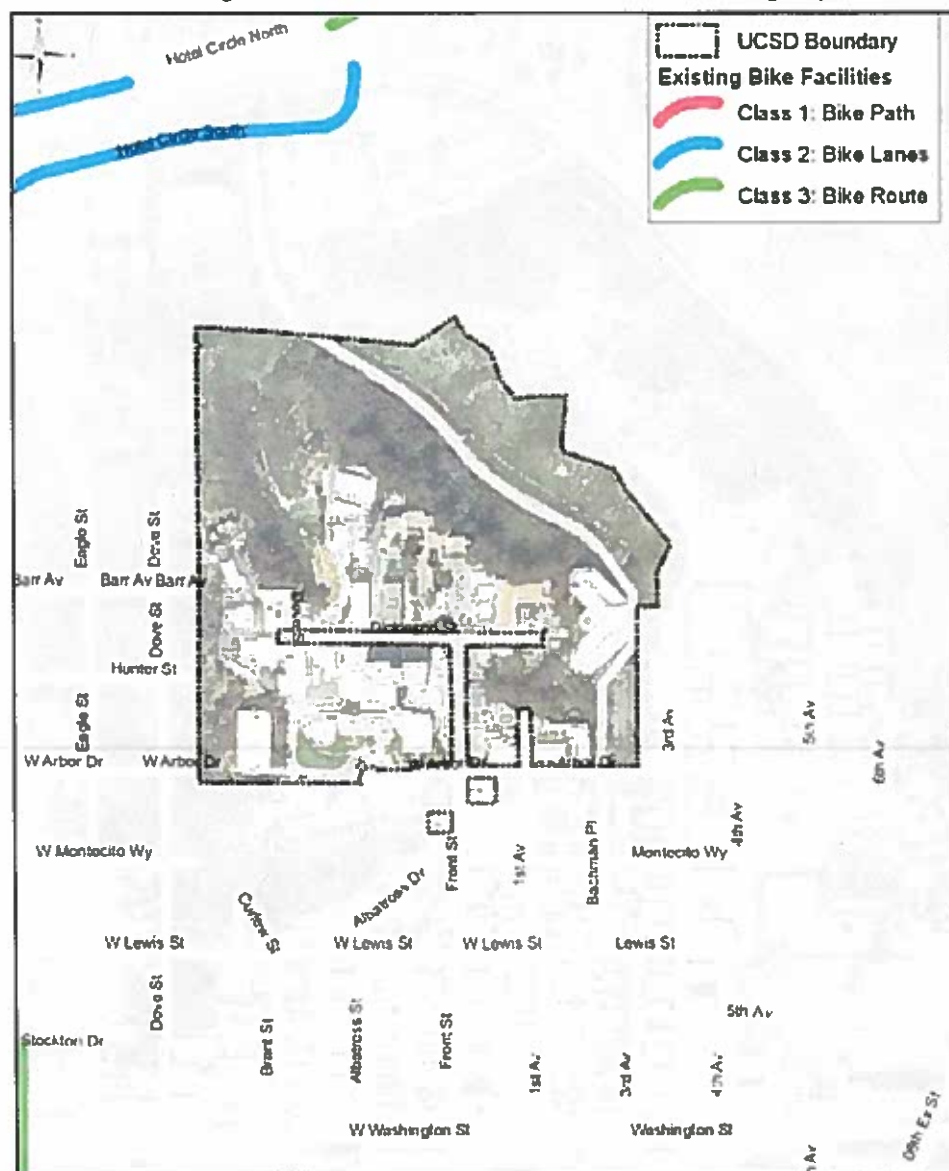 Hotel Circle North
UCSD Boundary
Existing Bike Facilities
Class 1: Bike Path
Class 2: Bike Lanes
Class 3: Bike Route
Hotel Circle South
Eagle St
Dove St
Barr Av
Barr Av
Barr Av
Dove St
Hunter St
Eagle St
3rd Av
5th Av
6th Av
W Arbor Dr
W Arbor Dr
4th Av
W Montecito Wy
Front St
1st Av
Bachman Pl
Montecito Wy
Albatross Dr
Curlew St
W Lewis St
W Lewis St
W Lewis St
Lewis St
Dove St
5th Av
Stockton Dr
Brant St
Albatross St
Front St
1st Av
3rd Av
4th Av
W Washington St
Washington St